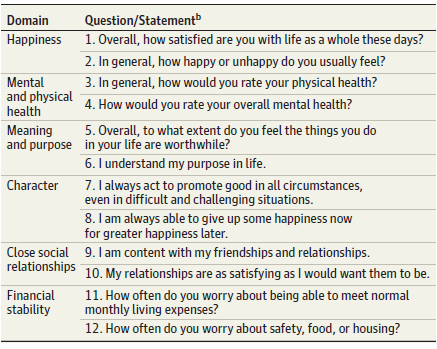 Domain Question/Statementb
Happiness 1. Overall, how satisfied are you with life as a whole these days?
2. In general, how happy or unhappy do you usually feel?
Mental 3. In general, how would you rate your physical health?
and physical
health 4. How would you rate your overall mental health?
Meaning 5. Overall, to what extent do you feel the things you do
and purpose in your life are worthwhile?
6. I understand my purpose in life.
Character 7. I always act to promote good in all circumstances,
even in difficult and challenging situations.
8. I am always able to give up some happiness now
for greater happiness later.
Close social 9. I am content with my friendships and relationships.
relationships 10. My relationships are as satisfying as I would want them to be.
Financial 11. How often do you worry about being able to meet normal
stability monthly living expenses?
12. How often do you worry about safety, food, or housing?